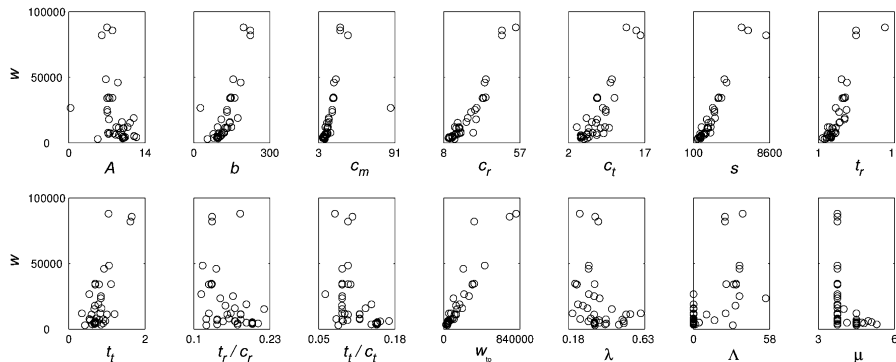 100000
50000
0
w
0 14
A
0 300
b
3 91
c_m
8 57
c_r
2 17
c_t
100 8600
s
1 1
t_r
100000
50000
0
w
0 2
t_t
0.1 0.23
t_r / c_r
0.05 0.18
t_t / c_t
0 840000
w_to
0.18 0.63
λ
0 58
Λ
3
μ